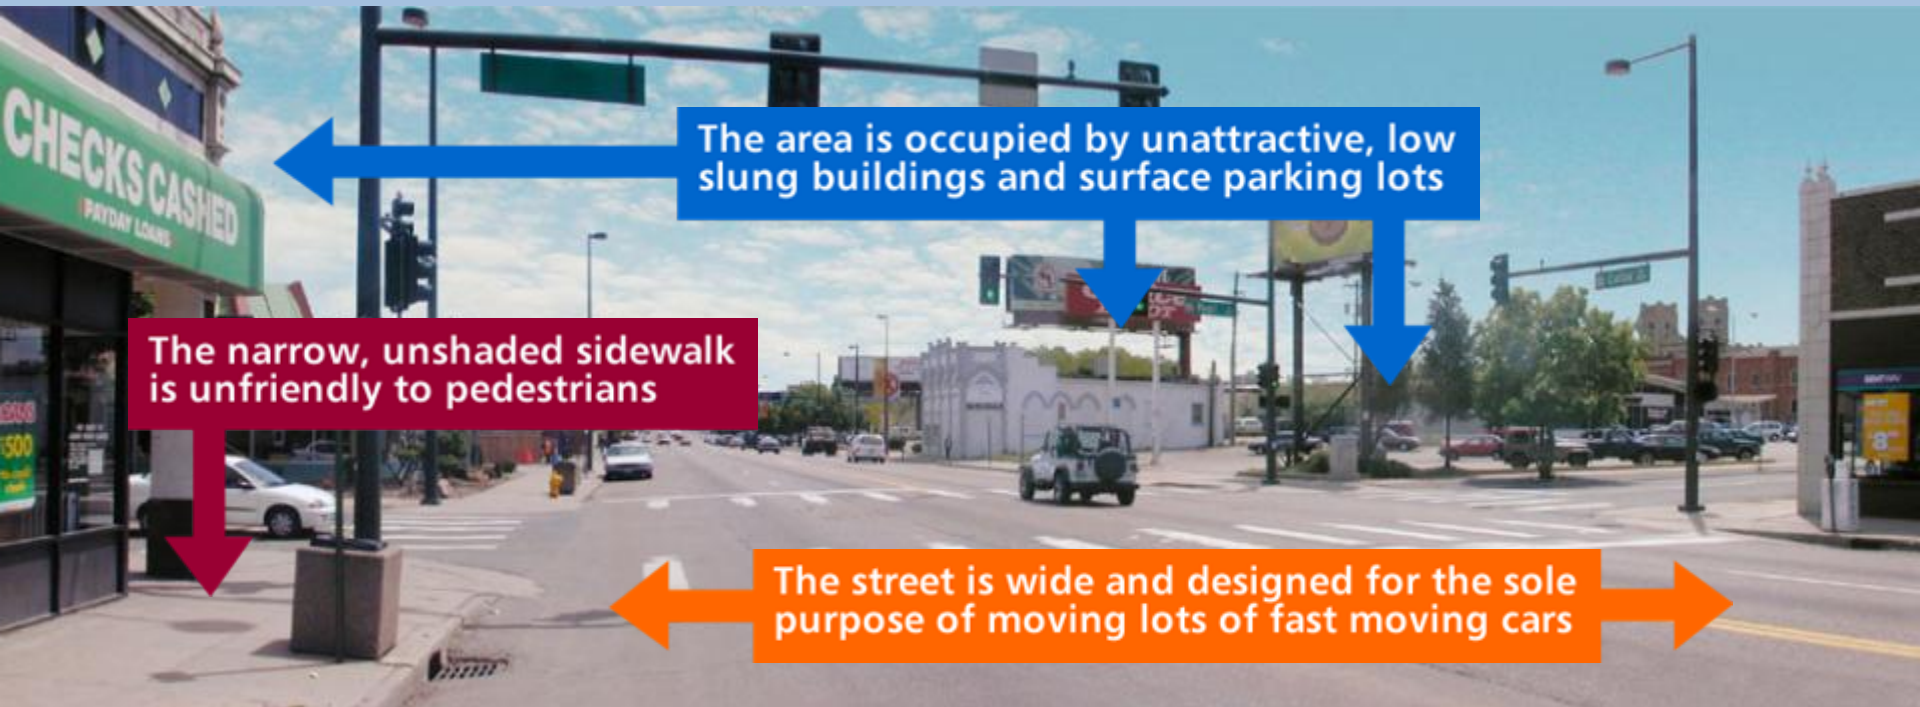 CHECKS CASHED
PAYDAY LOANS
The area is occupied by unattractive, low
slung buildings and surface parking lots
The narrow, unshaded sidewalk
is unfriendly to pedestrians
500
The street is wide and designed for the sole
purpose of moving lots of fast moving cars